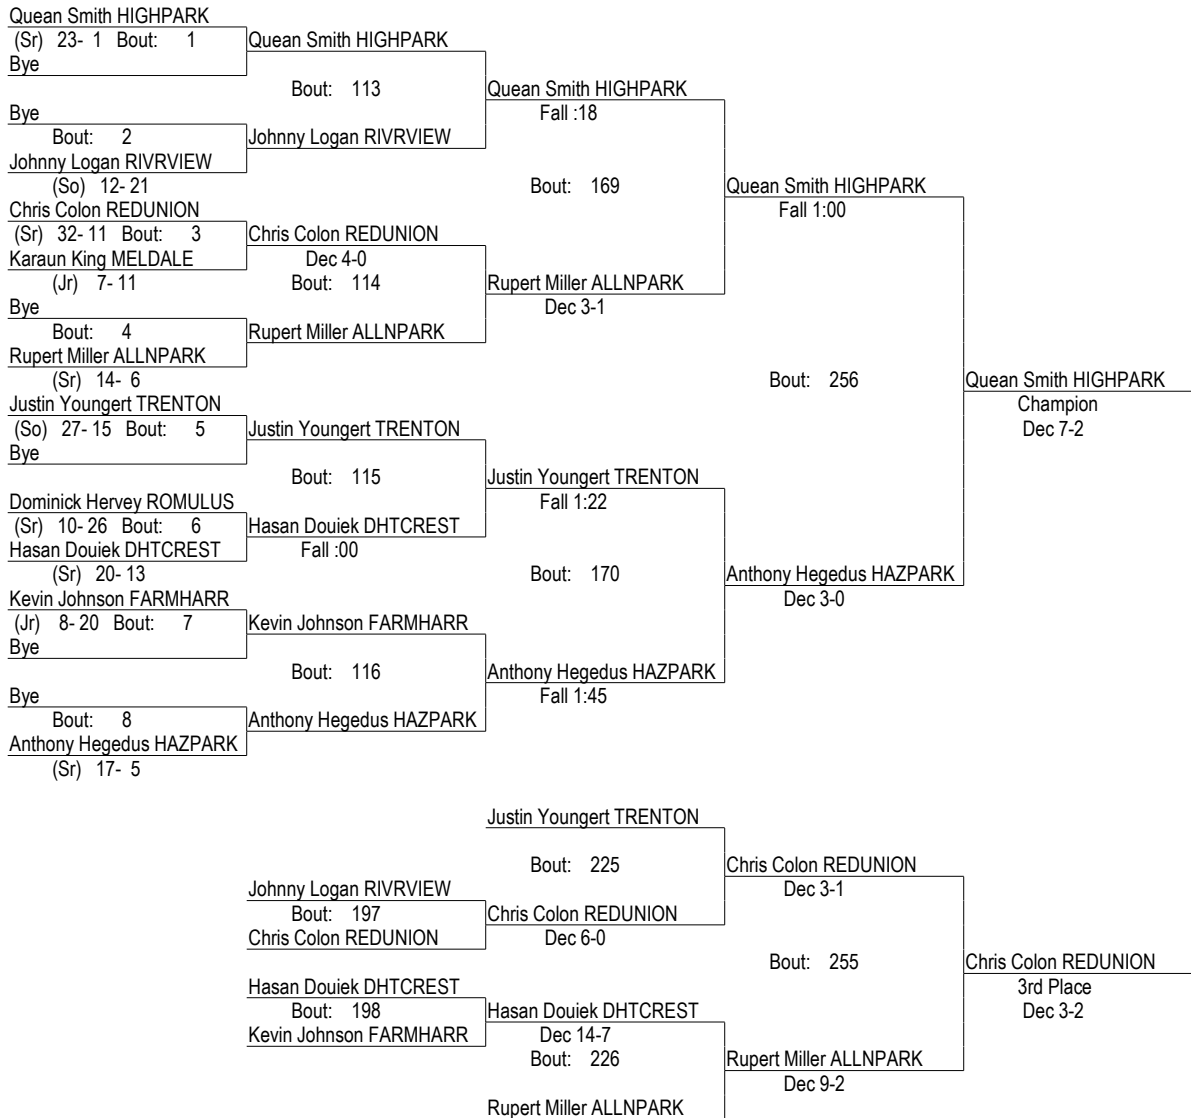 Quean Smith HIGHPARK
(Sr) 23- 1 Bout: 1
Bye
Quean Smith HIGHPARK
Bout: 113
Bye
Bout: 2
Johnny Logan RIVRVIEW
(So) 12- 21
Johnny Logan RIVRVIEW
Quean Smith HIGHPARK
Fall :18
Bout: 169
Chris Colon REDUNION
(Sr) 32- 11 Bout: 3
Karaun King MELDALE
(Jr) 7- 11
Chris Colon REDUNION
Dec 4-0
Bout: 114
Bye
Bout: 4
Rupert Miller ALLNPARK
(Sr) 14- 6
Rupert Miller ALLNPARK
Rupert Miller ALLNPARK
Dec 3-1
Quean Smith HIGHPARK
Fall 1:00
Bout: 256
Quean Smith HIGHPARK
Champion
Dec 7-2
Justin Youngert TRENTON
(So) 27- 15 Bout: 5
Bye
Justin Youngert TRENTON
Bout: 115
Dominick Hervey ROMULUS
(Sr) 10- 26 Bout: 6
Hasan Douiek DHTCREST
(Sr) 20- 13
Hasan Douiek DHTCREST
Fall :00
Justin Youngert TRENTON
Fall 1:22
Bout: 170
Kevin Johnson FARMHARR
(Jr) 8- 20 Bout: 7
Bye
Kevin Johnson FARMHARR
Bout: 116
Bye
Bout: 8
Anthony Hegedus HAZPARK
(Sr) 17- 5
Anthony Hegedus HAZPARK
Anthony Hegedus HAZPARK
Fall 1:45
Anthony Hegedus HAZPARK
Dec 3-0
Justin Youngert TRENTON
Bout: 225
Johnny Logan RIVRVIEW
Bout: 197
Chris Colon REDUNION
Chris Colon REDUNION
Dec 6-0
Chris Colon REDUNION
Dec 3-1
Bout: 255
Chris Colon REDUNION
3rd Place
Dec 3-2
Hasan Douiek DHTCREST
Bout: 198
Kevin Johnson FARMHARR
Hasan Douiek DHTCREST
Dec 14-7
Bout: 226
Rupert Miller ALLNPARK
Rupert Miller ALLNPARK
Dec 9-2